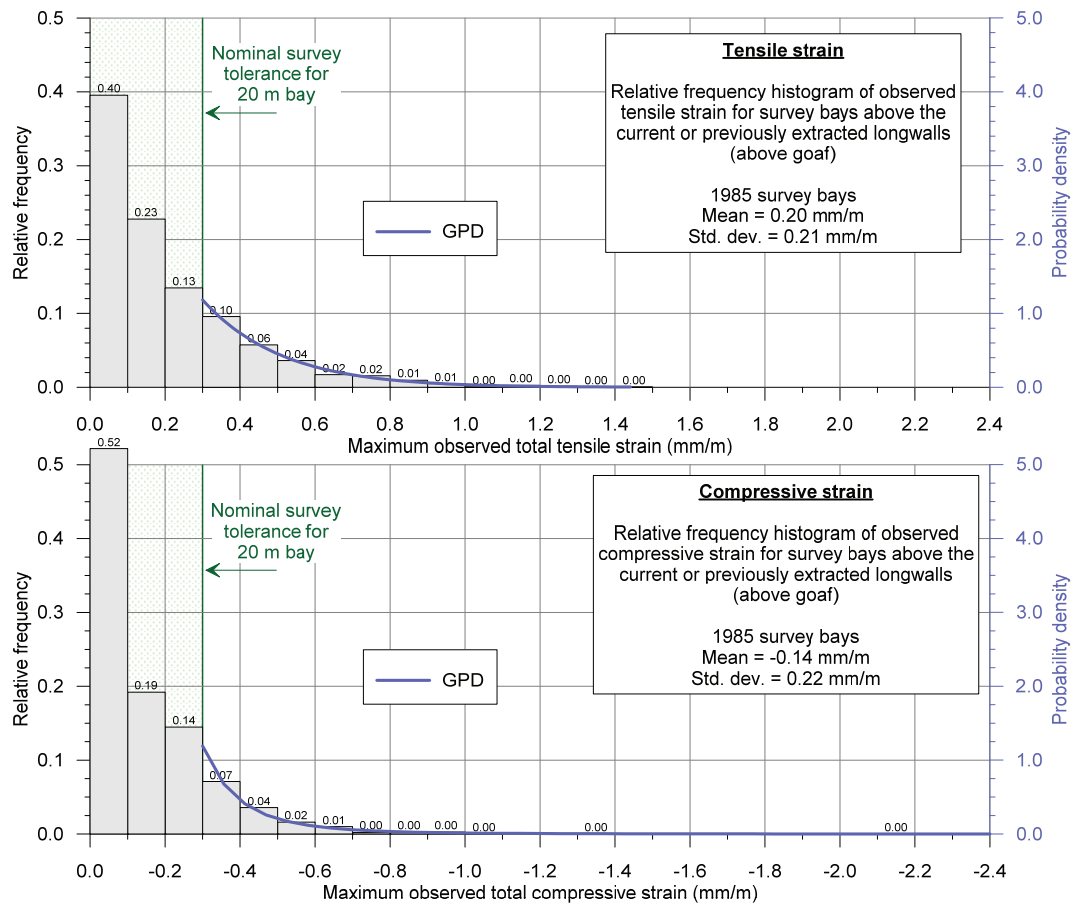 0.5
0.4
0.3
0.2
0.1
0.0
Relative frequency
5.0
4.0
3.0
2.0
1.0
0.0
Probability density
Nominal survey
tolerance for
20 m bay
GPD
Tensile strain
Relative frequency histogram of observed
tensile strain for survey bays above the
current or previously extracted longwalls
(above goaf)
1985 survey bays
Mean = 0.20 mm/m
Std. dev. = 0.21 mm/m
0.40
0.23
0.13
0.10
0.06
0.04
0.02
0.02
0.01
0.01
0.00
0.00
0.00
0.00
0.00
0.0 0.2 0.4 0.6 0.8 1.0 1.2 1.4 1.6 1.8 2.0 2.2 2.4
Maximum observed total tensile strain (mm/m)
0.5
0.4
0.3
0.2
0.1
0.0
Relative frequency
5.0
4.0
3.0
2.0
1.0
0.0
Probability density
Nominal survey
tolerance for
20 m bay
GPD
Compressive strain
Relative frequency histogram of observed
compressive strain for survey bays above the
current or previously extracted longwalls
(above goaf)
1985 survey bays
Mean = -0.14 mm/m
Std. dev. = 0.22 mm/m
0.52
0.19
0.14
0.07
0.04
0.02
0.01
0.00
0.00
0.00
0.00
0.00
0.00
0.0 -0.2 -0.4 -0.6 -0.8 -1.0 -1.2 -1.4 -1.6 -1.8 -2.0 -2.2 -2.4
Maximum observed total compressive strain (mm/m)